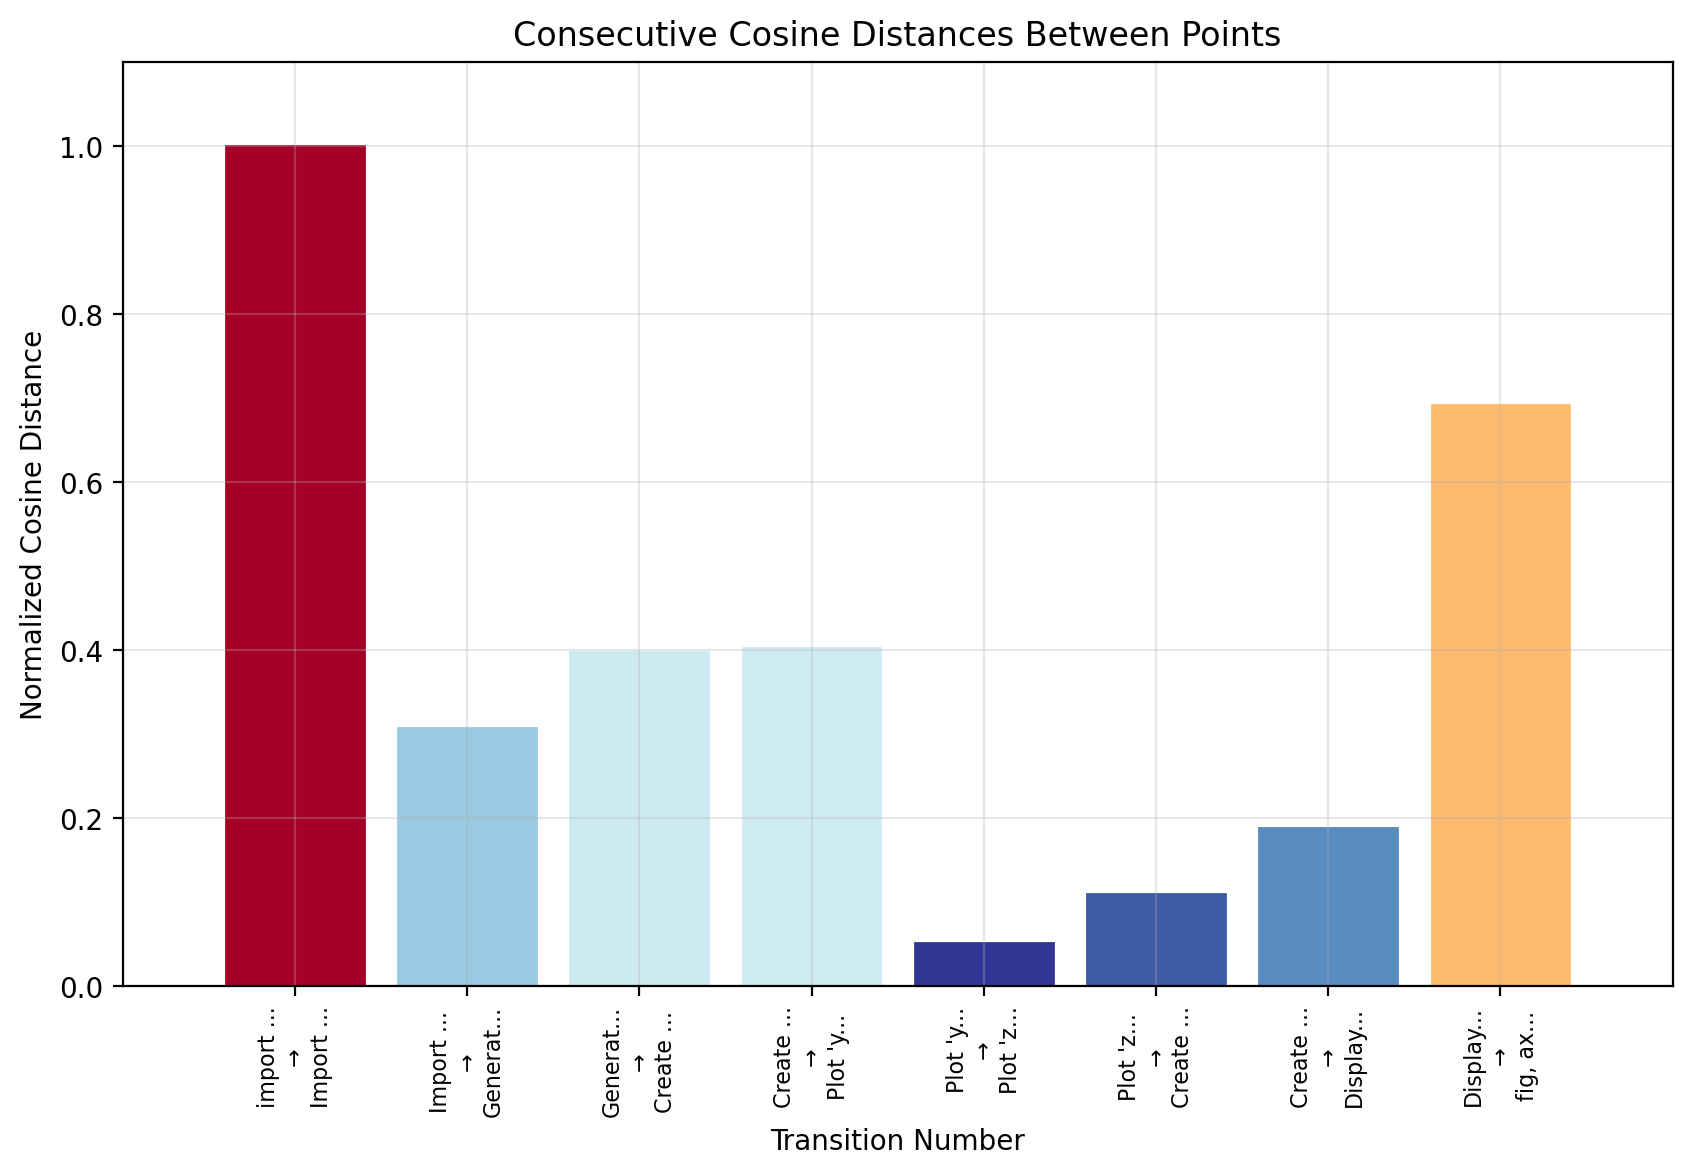 Consecutive Cosine Distances Between Points
Normalized Cosine Distance
1.0
0.8
0.6
0.4
0.2
0.0
import ...
→
Import ...
Import ...
→
Generat...
Generat...
→
Create ...
Create ...
→
Plot 'y...
Plot 'y...
→
Plot 'z...
Plot 'z...
→
Create ...
Create ...
→
Display...
Display...
→
fig, ax...
Transition Number